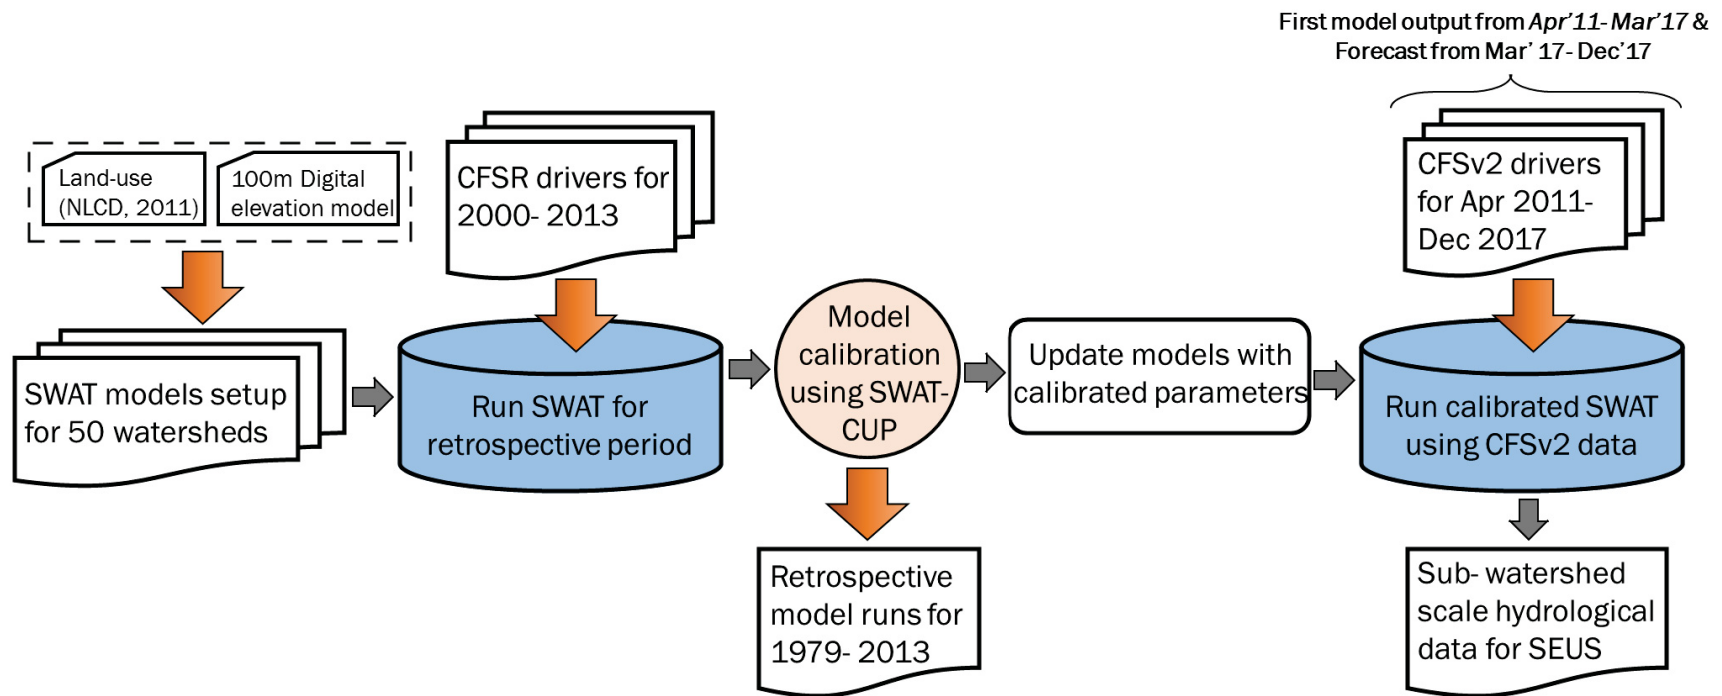 First model output from Apr'11- Mar'17 &
Forecast from Mar' 17- Dec'17
Land-use
(NLCD, 2011)
100m Digital
elevation model
CFSR drivers for
2000- 2013
CFSv2 drivers
for Apr 2011-
Dec 2017
SWAT models setup
for 50 watersheds
Run SWAT for
retrospective period
Model
calibration
using SWAT-
CUP
Update models with
calibrated parameters
Run calibrated SWAT
using CFSv2 data
Retrospective
model runs for
1979- 2013
Sub- watershed
scale hydrological
data for SEUS